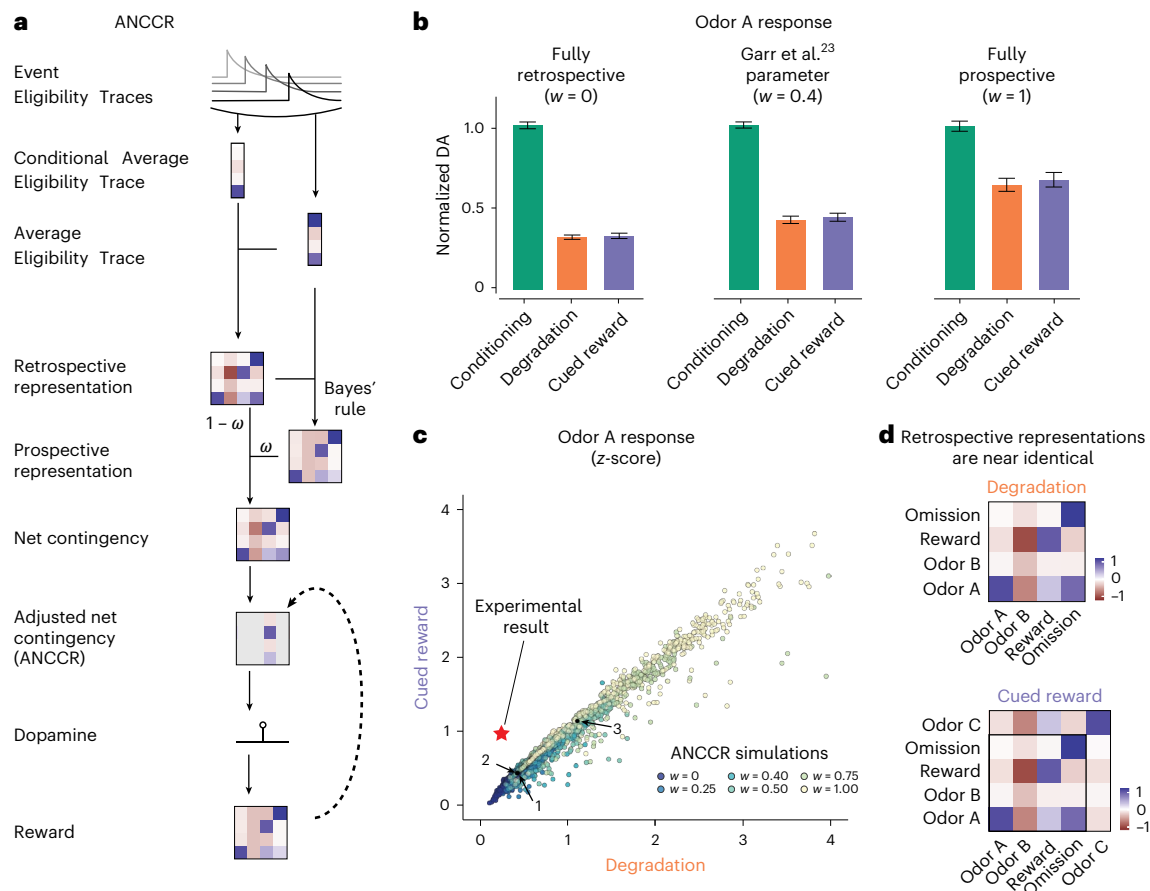 a
ANCCR
Event
Eligibility Traces
Conditional Average
Eligibility Trace
Average
Eligibility Trace
Retrospective
representation
Bayes’
rule
1 – ω
ω
Prospective
representation
Net contingency
Adjusted net
contingency
(ANCCR)
Dopamine
Reward
b
Odor A response
Fully
retrospective
(w = 0)
Garr et al.23
parameter
(w = 0.4)
Fully
prospective
(w = 1)
Normalized DA
1.0
0.5
0
Conditioning
Degradation
Cued reward
Conditioning
Degradation
Cued reward
Conditioning
Degradation
Cued reward
c
Odor A response
(z-score)
Cued reward
4
3
2
1
0
Experimental
result
2
1
3
ANCCR simulations
w = 0
w = 0.40
w = 0.75
w = 0.25
w = 0.50
w = 1.00
0
1
2
3
4
Degradation
d
Retrospective representations
are near identical
Degradation
Omission
Reward
Odor B
Odor A
1
0
–1
Odor A
Odor B
Reward
Omission
Cued reward
Odor C
Omission
Reward
Odor B
Odor A
1
0
–1
Odor A
Odor B
Reward
Omission
Odor C